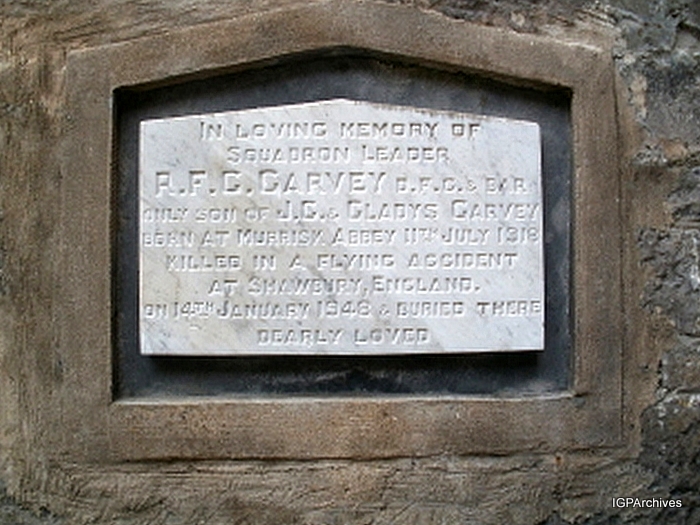 IN LOVING MEMORY OF
SQUADRON LEADER
R.F.C. GARVEY D.F.C. & BAR
ONLY SON OF J.C. & GLADYS GARVEY
BORN AT MURRISK ABBEY 11TH JULY 1918
KILLED IN A FLYING ACCIDENT
AT SHAWBURY, ENGLAND.
ON 14TH JANUARY 1948 & BURIED THERE
DEARLY LOVED
IGPArchives